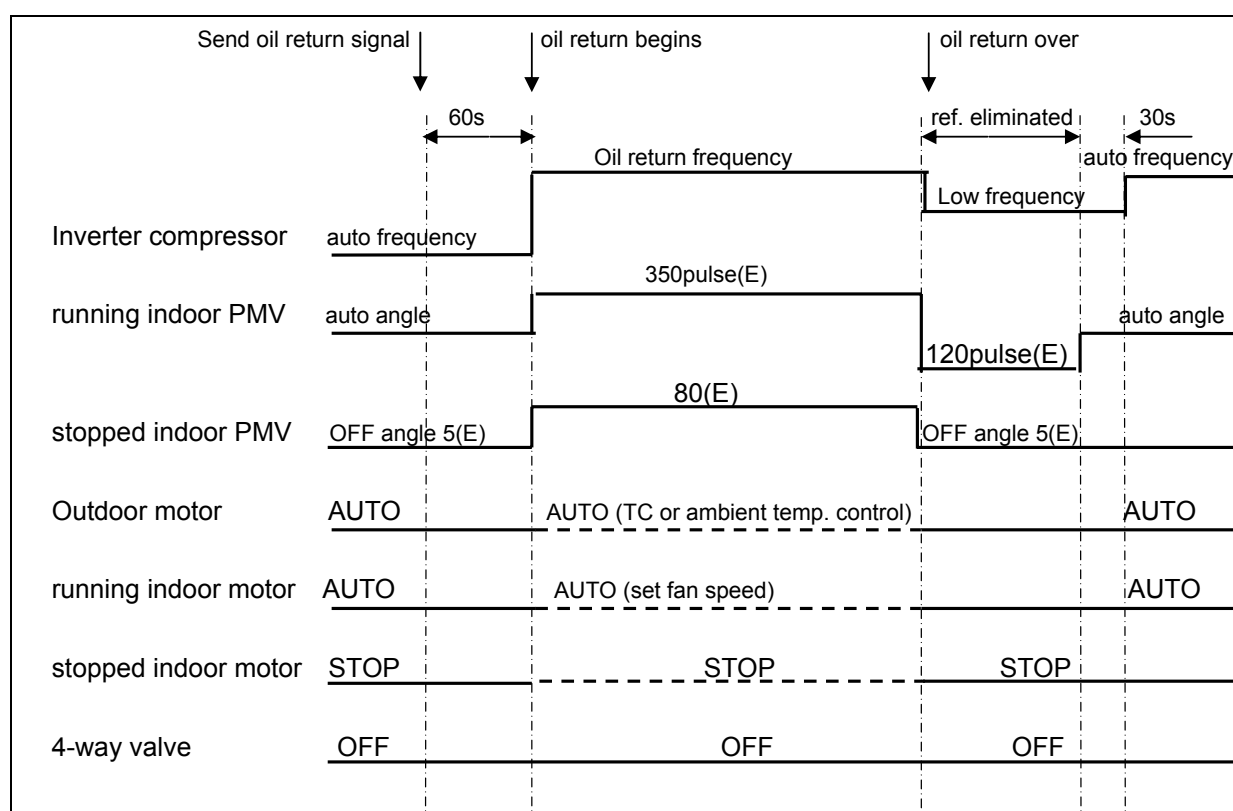 Send oil return signal oil return begins oil return over
60s ref. eliminated 30s
Oil return frequency auto frequency
Low frequency
Inverter compressor auto frequency
350pulse(E)
running indoor PMV auto angle auto angle
120pulse(E)
80(E)
stopped indoor PMV OFF angle 5(E) OFF angle 5(E)
Outdoor motor AUTO AUTO (TC or ambient temp. control) AUTO
running indoor motor AUTO AUTO (set fan speed) AUTO
stopped indoor motor STOP STOP STOP
4-way valve OFF OFF OFF